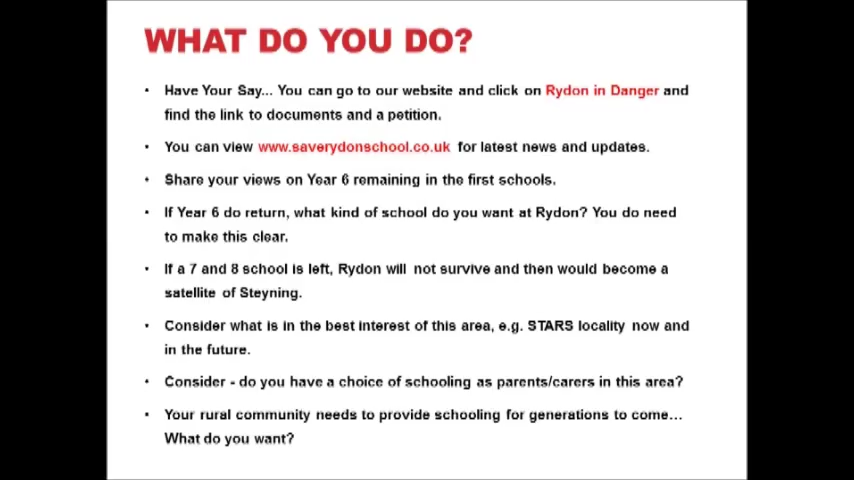 WHAT DO YOU DO?
• Have Your Say... You can go to our website and click on Rydon in Danger and
find the link to documents and a petition.
• You can view www.saverydonschool.co.uk for latest news and updates.
• Share your views on Year 6 remaining in the first schools.
• If Year 6 do return, what kind of school do you want at Rydon? You do need
to make this clear.
• If a 7 and 8 school is left, Rydon will not survive and then would become a
satellite of Steyning.
• Consider what is in the best interest of this area, e.g. STARS locality now and
in the future.
• Consider - do you have a choice of schooling as parents/carers in this area?
• Your rural community needs to provide schooling for generations to come...
What do you want?